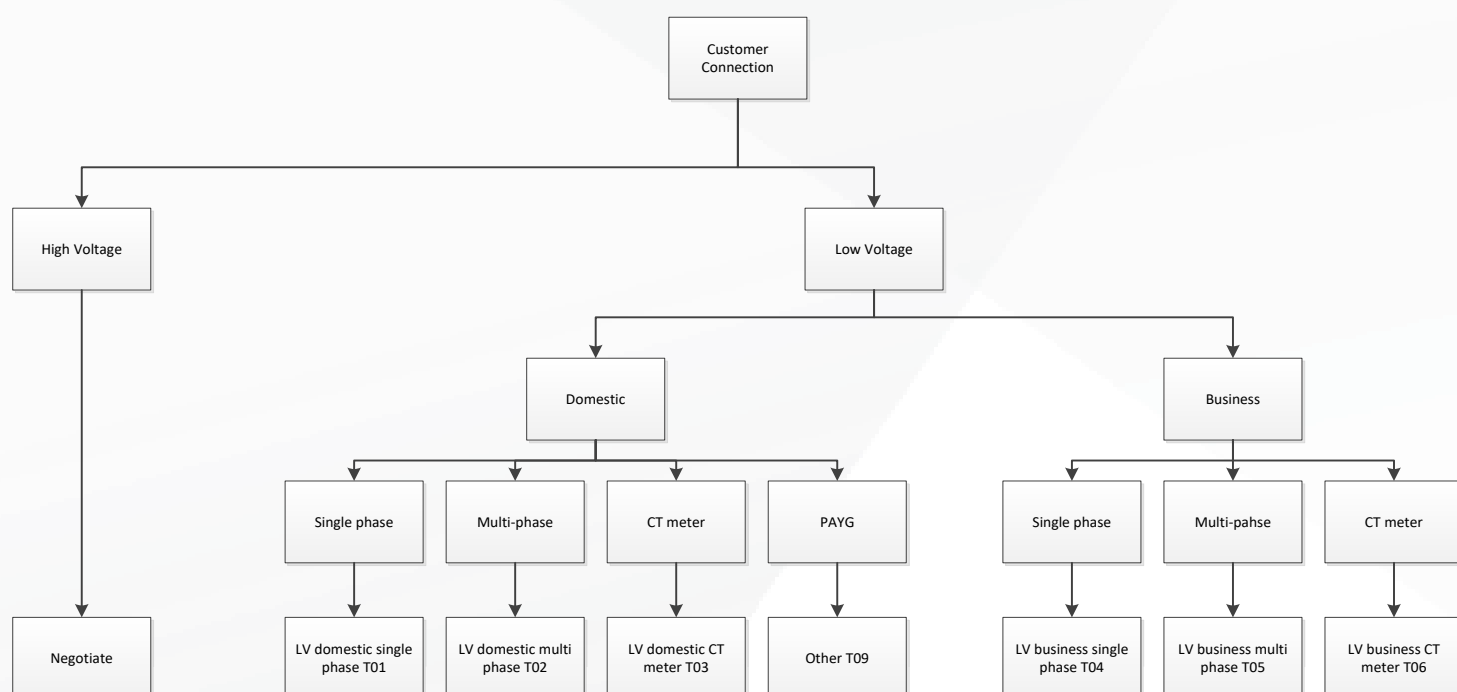 Customer
Connection
High Voltage
Low Voltage
Domestic
Business
Single phase
Multi-phase
CT meter
PAYG
Single phase
Multi-pahse
CT meter
Negotiate
LV domestic single
phase T01
LV domestic multi
phase T02
LV domestic CT
meter T03
Other T09
LV business single
phase T04
LV business multi
phase T05
LV business CT
meter T06